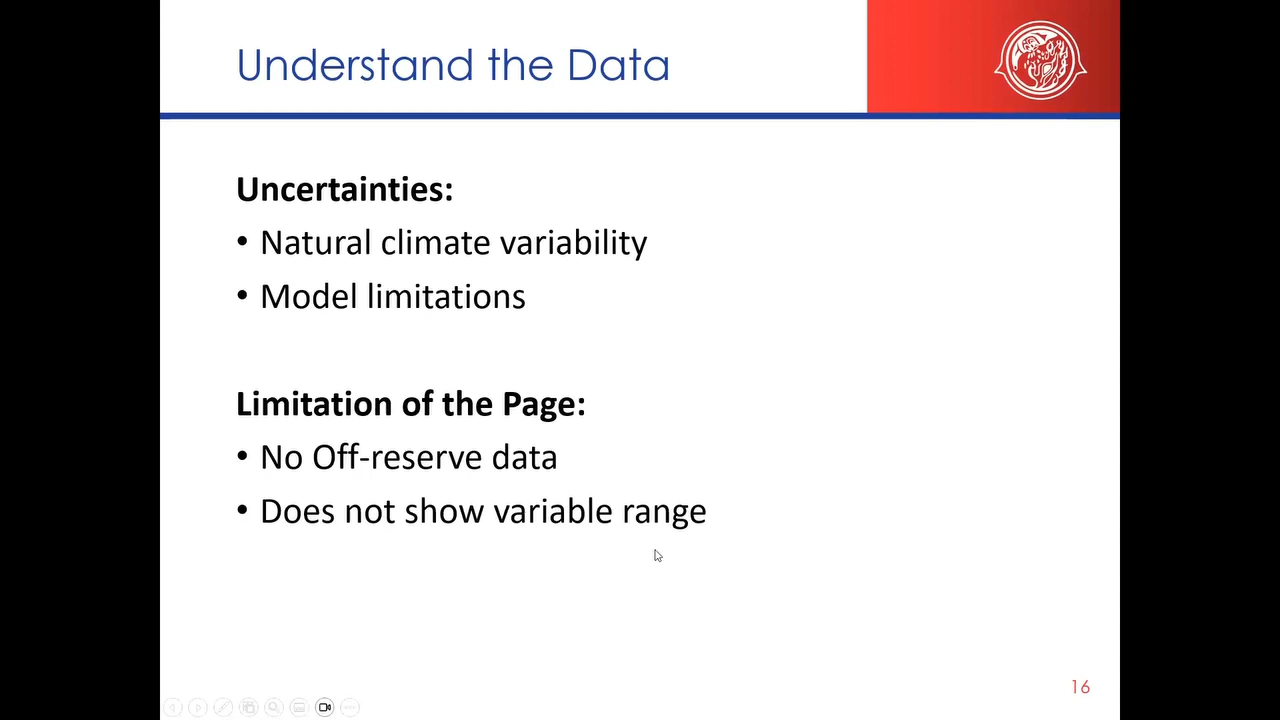 Understand the Data
Uncertainties:
• Natural climate variability
• Model limitations
Limitation of the Page:
• No Off-reserve data
• Does not show variable range
16